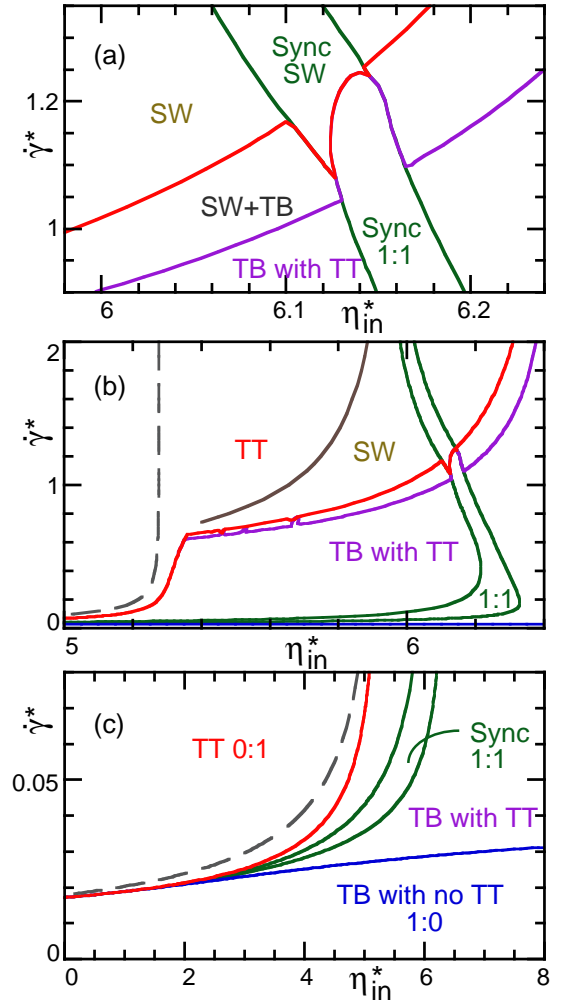 (a)
Sync
SW
SW
1.2
γ̇*
SW+TB
1
Sync
1:1
TB with TT
6
6.1
6.2
η*in
2
(b)
γ̇*
TT
SW
1
TB with TT
1:1
0
5
6
η*in
(c)
γ̇*
TT 0:1
Sync
1:1
0.05
TB with TT
TB with no TT
1:0
0
0
2
4
6
8
η*in